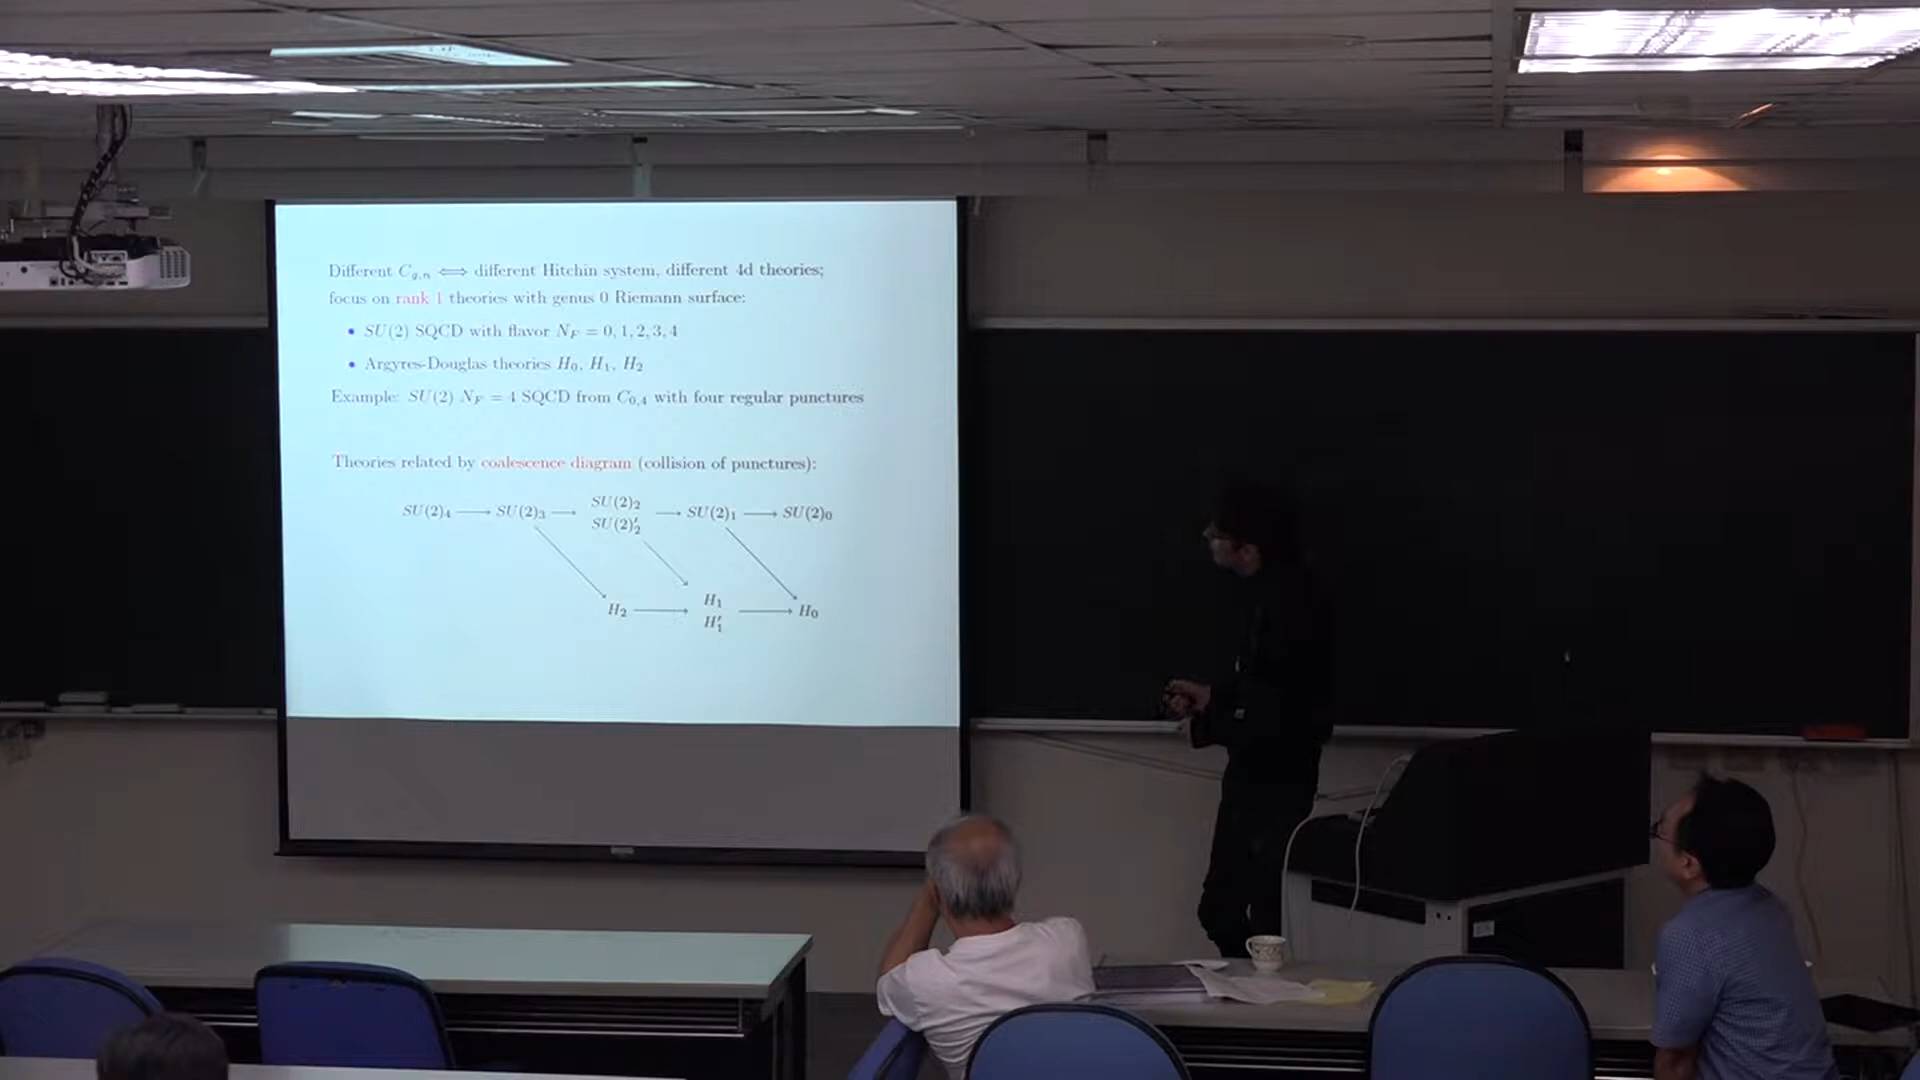 Different C_{g,n} ⟺ different Hitchin system, different 4d theories;
focus on rank 1 theories with genus 0 Riemann surface:
• SU(2) SQCD with flavor N_F = 0, 1, 2, 3, 4
• Argyres-Douglas theories H_0, H_1, H_2
Example: SU(2) N_F = 4 SQCD from C_{0,4} with four regular punctures
Theories related by coalescence diagram (collision of punctures):
SU(2)_4 → SU(2)_3 → SU(2)_2 → SU(2)_1 → SU(2)_0
SU(2)'_2
H_2 → H_1 → H_0
H'_1